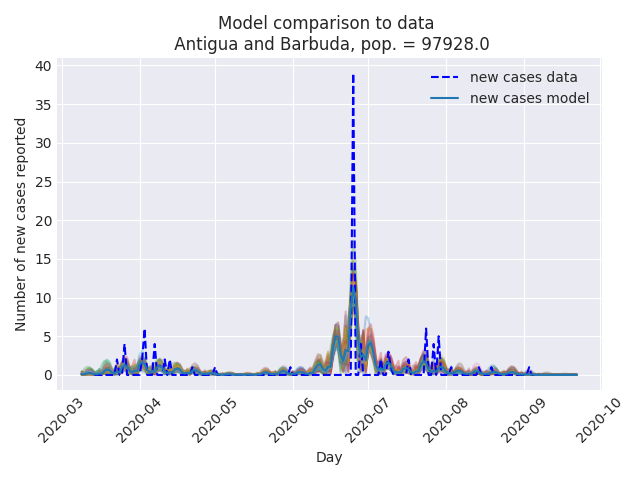 Model comparison to data
Antigua and Barbuda, pop. = 97928.0
new cases data
new cases model
Number of new cases reported
40
35
30
25
20
15
10
5
0
2020-03
2020-04
2020-05
2020-06
2020-07
2020-08
2020-09
2020-10
Day